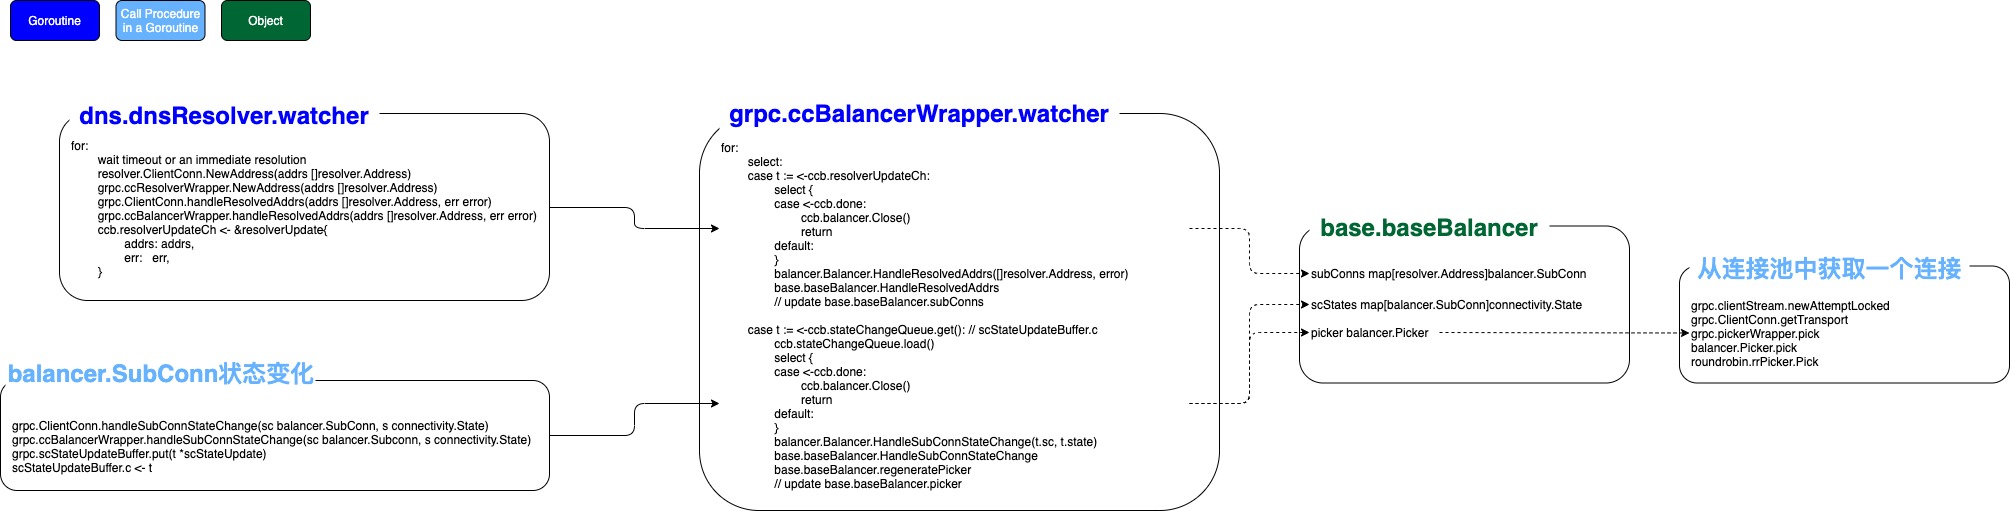 Goroutine
Call Procedure
in a Goroutine
Object
dns.dnsResolver.watcher
for:
wait timeout or an immediate resolution
resolver.ClientConn.NewAddress(addrs []resolver.Address)
grpc.ccResolverWrapper.NewAddress(addrs []resolver.Address)
grpc.ClientConn.handleResolvedAddrs(addrs []resolver.Address, err error)
grpc.ccBalancerWrapper.handleResolvedAddrs(addrs []resolver.Address, err error)
ccb.resolverUpdateCh <- &resolverUpdate{
addrs: addrs,
err: err,
}
balancer.SubConn状态变化
grpc.ClientConn.handleSubConnStateChange(sc balancer.SubConn, s connectivity.State)
grpc.ccBalancerWrapper.handleSubConnStateChange(sc balancer.Subconn, s connectivity.State)
grpc.scStateUpdateBuffer.put(t *scStateUpdate)
scStateUpdateBuffer.c <- t
grpc.ccBalancerWrapper.watcher
for:
select:
case t := <-ccb.resolverUpdateCh:
select {
case <-ccb.done:
ccb.balancer.Close()
return
default:
}
balancer.Balancer.HandleResolvedAddrs([]resolver.Address, error)
base.baseBalancer.HandleResolvedAddrs
// update base.baseBalancer.subConns
case t := <-ccb.stateChangeQueue.get(): // scStateUpdateBuffer.c
ccb.stateChangeQueue.load()
select {
case <-ccb.done:
ccb.balancer.Close()
return
default:
}
balancer.Balancer.HandleSubConnStateChange(t.sc, t.state)
base.baseBalancer.HandleSubConnStateChange
base.baseBalancer.regeneratePicker
// update base.baseBalancer.picker
base.baseBalancer
subConns map[resolver.Address]balancer.SubConn
scStates map[balancer.SubConn]connectivity.State
picker balancer.Picker
从连接池中获取一个连接
grpc.clientStream.newAttemptLocked
grpc.ClientConn.getTransport
grpc.pickerWrapper.pick
balancer.Picker.pick
roundrobin.rrPicker.Pick